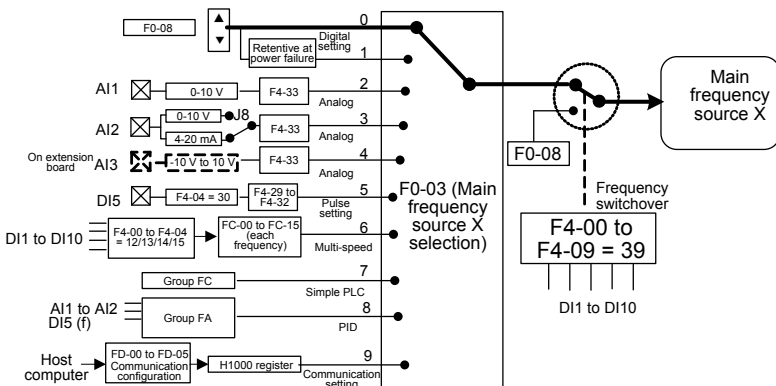 F0-08
0
Digital
setting
Retentive at
power failure
1
AI1
0-10 V
F4-33
2
Analog
AI2
0-10 V
J8
4-20 mA
F4-33
3
Analog
On extension
board
AI3
-10 V to 10 V
F4-33
4
Analog
DI5
F4-04 = 30
F4-29 to
F4-32
5
Pulse
setting
DI1 to DI10
F4-00 to F4-04
= 12/13/14/15
FC-00 to FC-15
(each
frequency)
6
Multi-speed
Group FC
7
Simple PLC
AI1 to AI2
DI5 (f)
Group FA
8
PID
Host
computer
FD-00 to FD-05
Communication
configuration
H1000 register
9
Communication
setting
F0-03 (Main
frequency
source X
selection)
F0-08
Main
frequency
source X
Frequency
switchover
F4-00 to
F4-09 = 39
DI1 to DI10